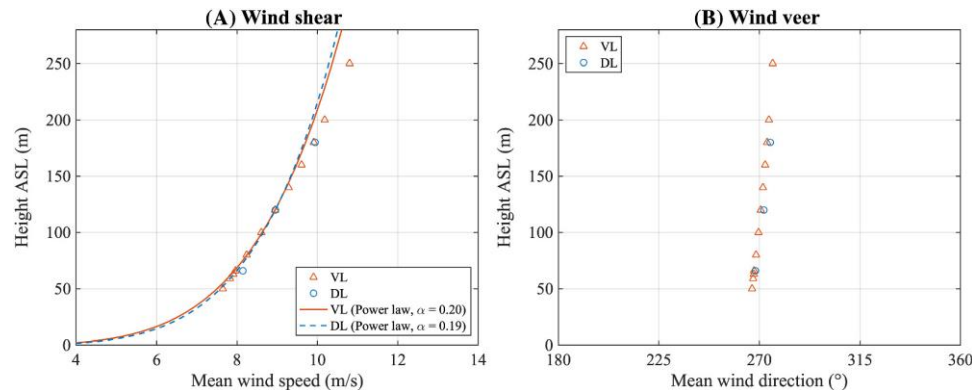 (A) Wind shear
250
200
150
100
50
0
Height ASL (m)
4
6
8
10
12
14
Mean wind speed (m/s)
VL
DL
VL (Power law, α = 0.20)
DL (Power law, α = 0.19)
(B) Wind veer
VL
DL
250
200
150
100
50
0
Height ASL (m)
180
225
270
315
360
Mean wind direction (°)